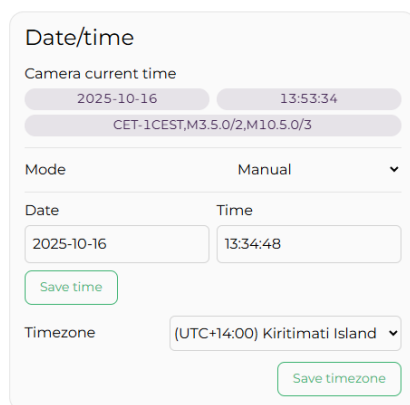 Date/time
Camera current time
2025-10-16 13:53:34
CET-1CEST,M3.5.0/2,M10.5.0/3
Mode Manual
Date Time
2025-10-16 13:34:48
Save time
Timezone (UTC+14:00) Kiritimati Island
Save timezone